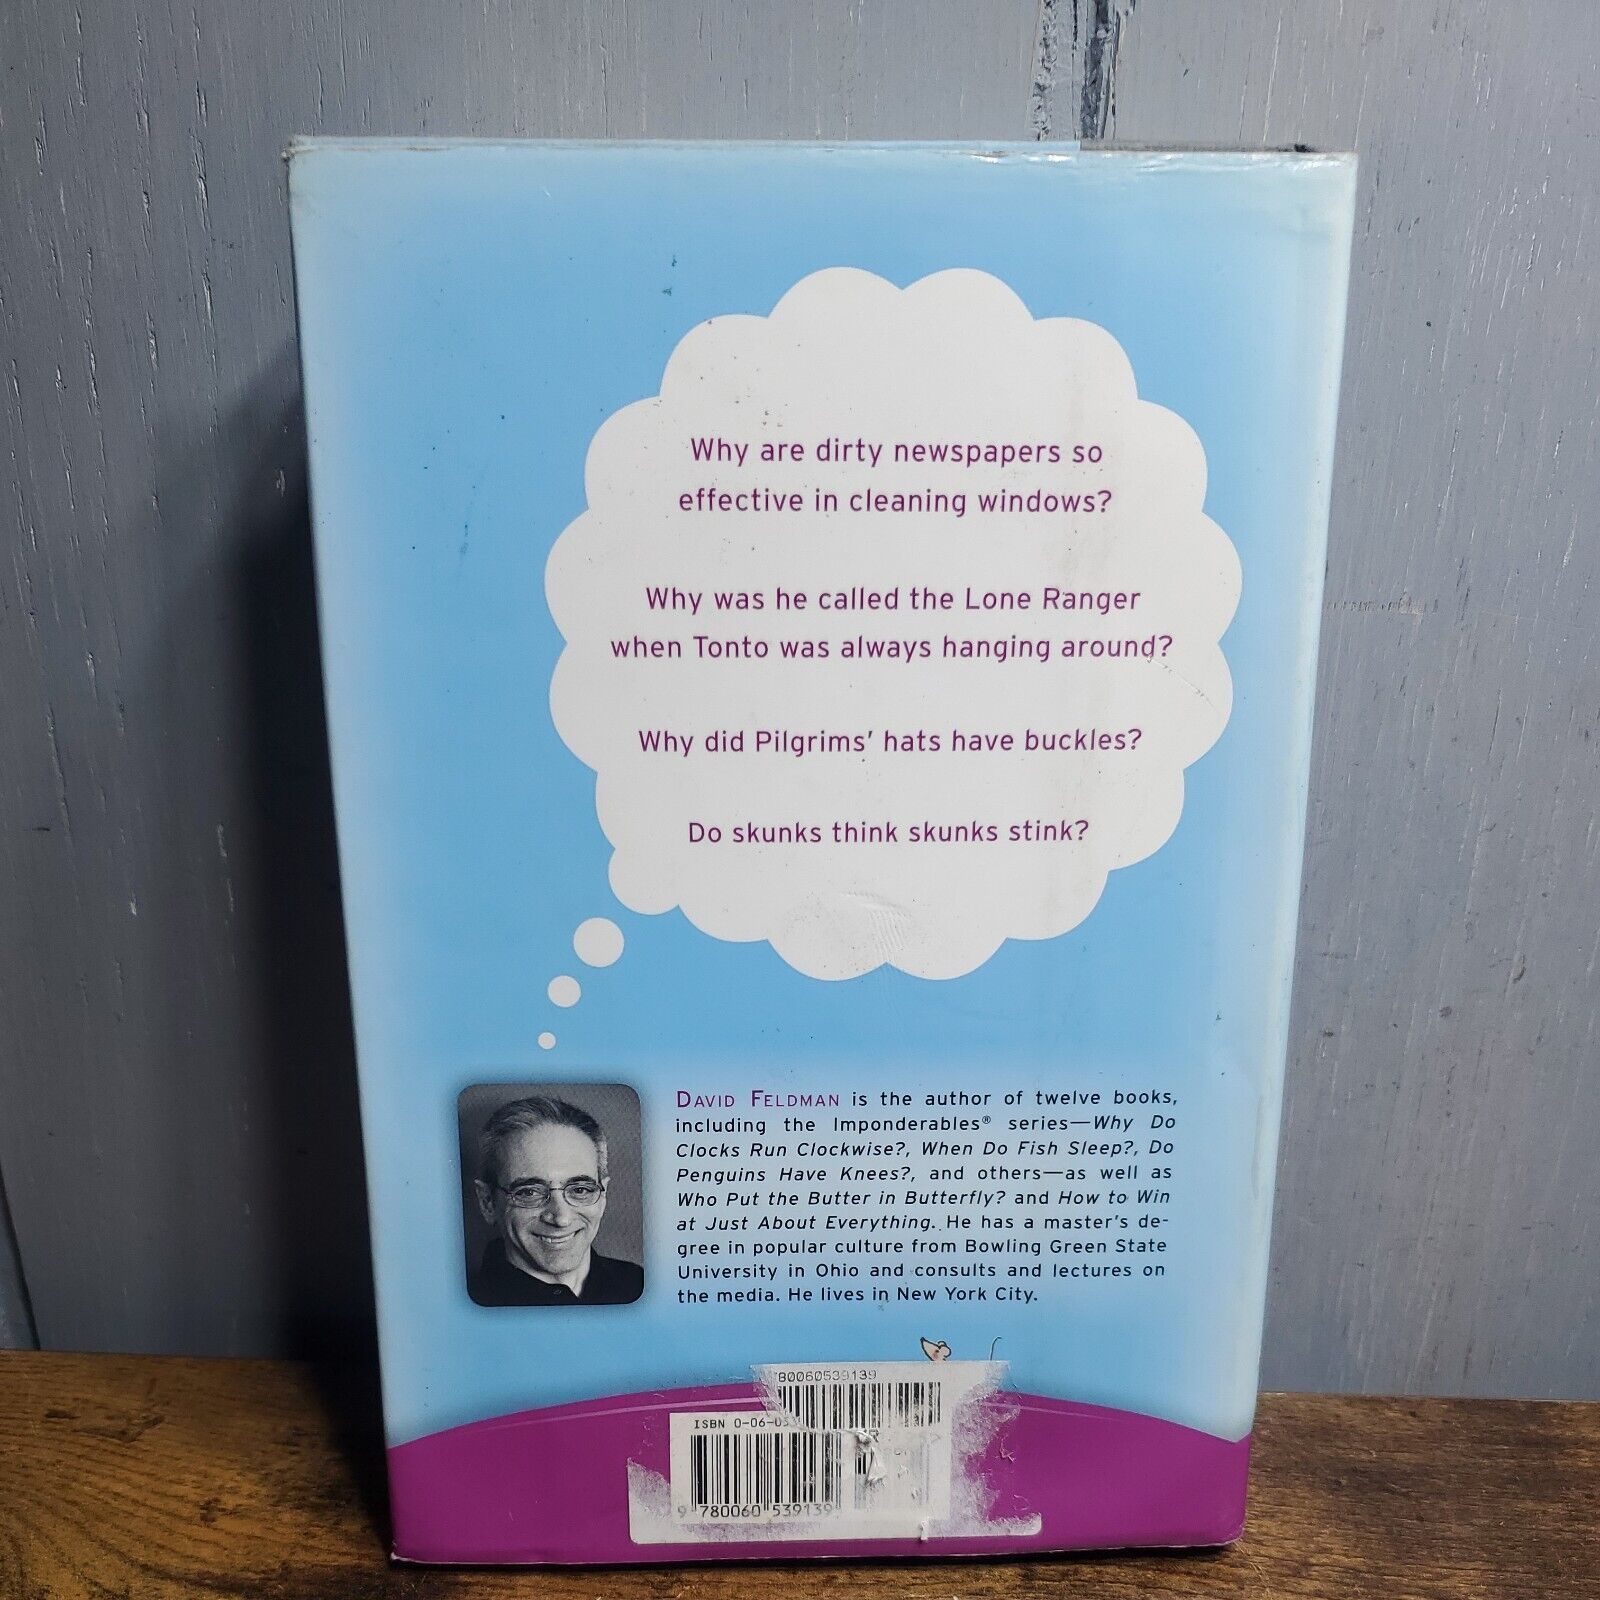 Why are dirty newspapers so
effective in cleaning windows?
Why was he called the Lone Ranger
when Tonto was always hanging around?
Why did Pilgrims' hats have buckles?
Do skunks think skunks stink?
DAVID FELDMAN is the author of twelve books,
including the Imponderables® series—Why Do
Clocks Run Clockwise?, When Do Fish Sleep?, Do
Penguins Have Knees?, and others—as well as
Who Put the Butter in Butterfly? and How to Win
at Just About Everything. He has a master's de-
gree in popular culture from Bowling Green State
University in Ohio and consults and lectures on
the media. He lives in New York City.
80060539139
ISBN 0-06-053
9 780060 539139